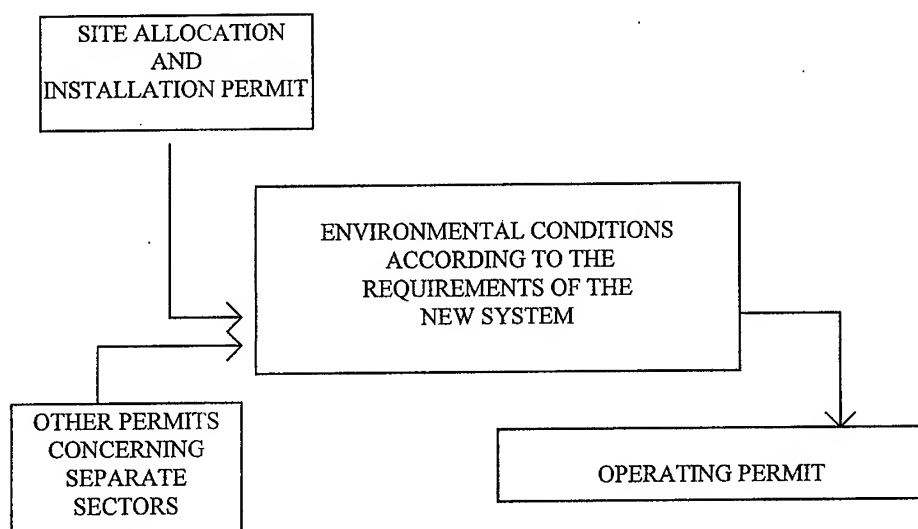 SITE ALLOCATION
AND
INSTALLATION PERMIT
ENVIRONMENTAL CONDITIONS
ACCORDING TO THE
REQUIREMENTS OF THE
NEW SYSTEM
OTHER PERMITS
CONCERNING
SEPARATE
SECTORS
OPERATING PERMIT